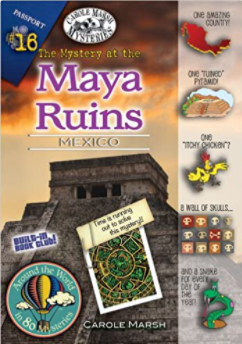 PASSPORT
#16
CAROLE MARSH
MYSTERIES
The Mystery at the
Maya
Ruins
MEXICO
ONE AMAZING
COUNTRY!
ONE "RUINED"
PYRAMID!
ONE
"ITCHY CHICKEN"?
A WALL OF SKULLS...
and a snake
for every
day of
the
year!
Time is running
out to solve
this mystery!!
BUILT-IN
BOOK CLUB!
Around the World
in 80 Mysteries
CAROLE MARSH